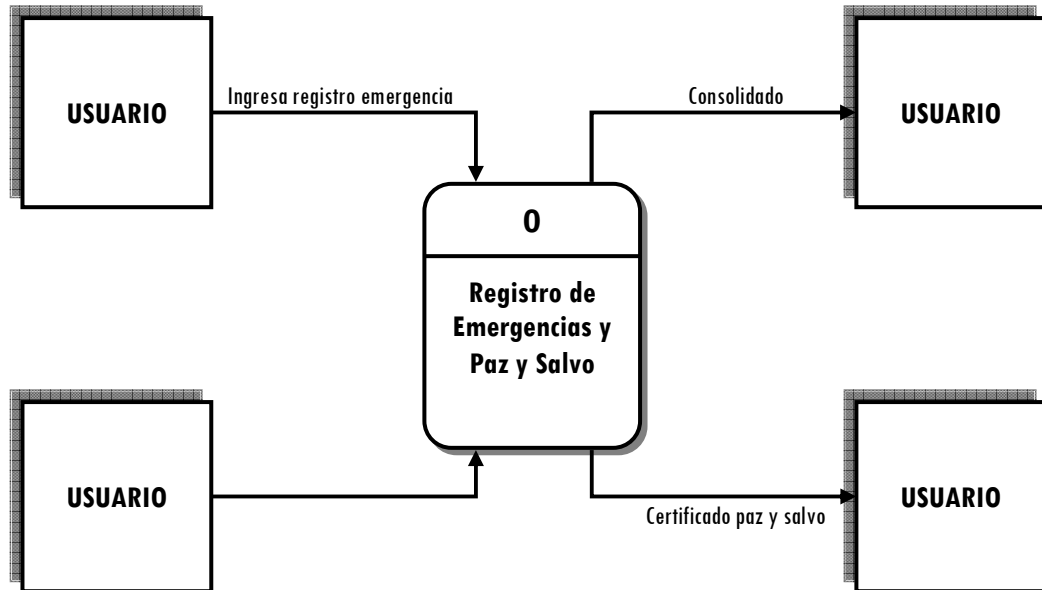 USUARIO
Ingresa registro emergencia
Consolidado
USUARIO
0
Registro de
Emergencias y
Paz y Salvo
USUARIO
Certificado paz y salvo
USUARIO